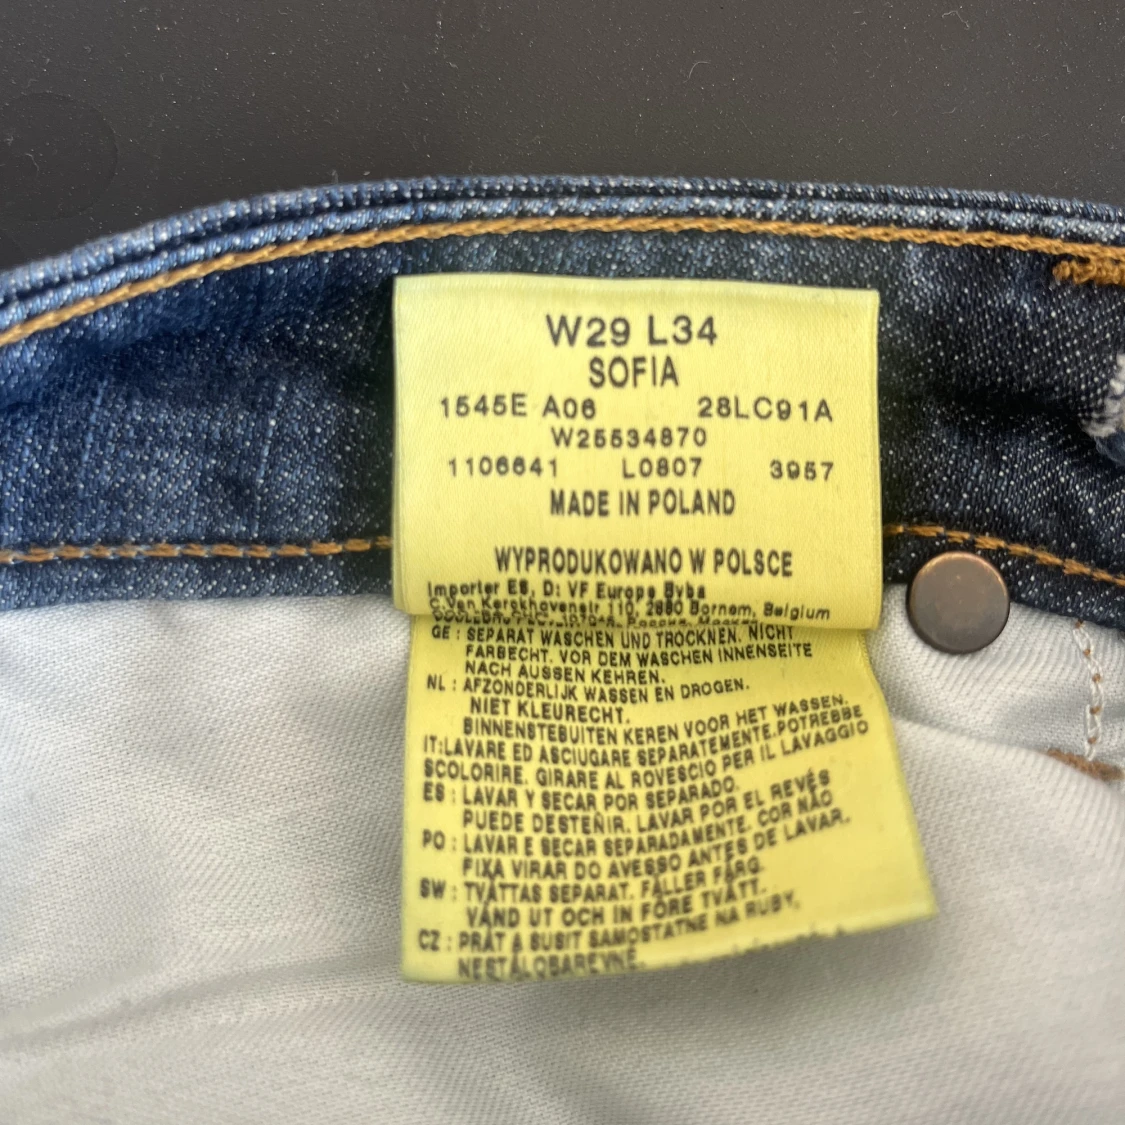 W29 L34
SOFIA
1545E A06 28LC91A
W25534870
1106641 L0807 3957
MADE IN POLAND
WYPRODUKOWANO W POLSCE
Importer ES, D: VF Europe Bvba
C.Van Kerckhovenstr 110, 2880 Bornem, Belgium
GE : SEPARAT WASCHEN UND TROCKNEN. NICHT
FARBECHT. VOR DEM WASCHEN INNENSEITE
NACH AUSSEN KEHREN.
NL : AFZONDERLIJK WASSEN EN DROGEN.
NIET KLEURECHT.
BINNENSTEBUITEN KEREN VOOR HET WASSEN.
IT:LAVARE ED ASCIUGARE SEPARATEMENTE.POTREBBE
SCOLORIRE. GIRARE AL ROVESCIO PER IL LAVAGGIO
ES : LAVAR Y SECAR POR SEPARADO.
PUEDE DESTEÑIR. LAVAR POR EL REVÉS
PO : LAVAR E SECAR SEPARADAMENTE. COR NÃO
FIXA VIRAR DO AVESSO ANTES DE LAVAR.
SW : TVÄTTAS SEPARAT. FÄLLER FÄRG.
VÄND UT OCH IN FÖRE TVÄTT.
CZ : PRÁT A SUSIT SAMOSTATNE NA RUBY,
NESTÁLOBAREVNÉ.